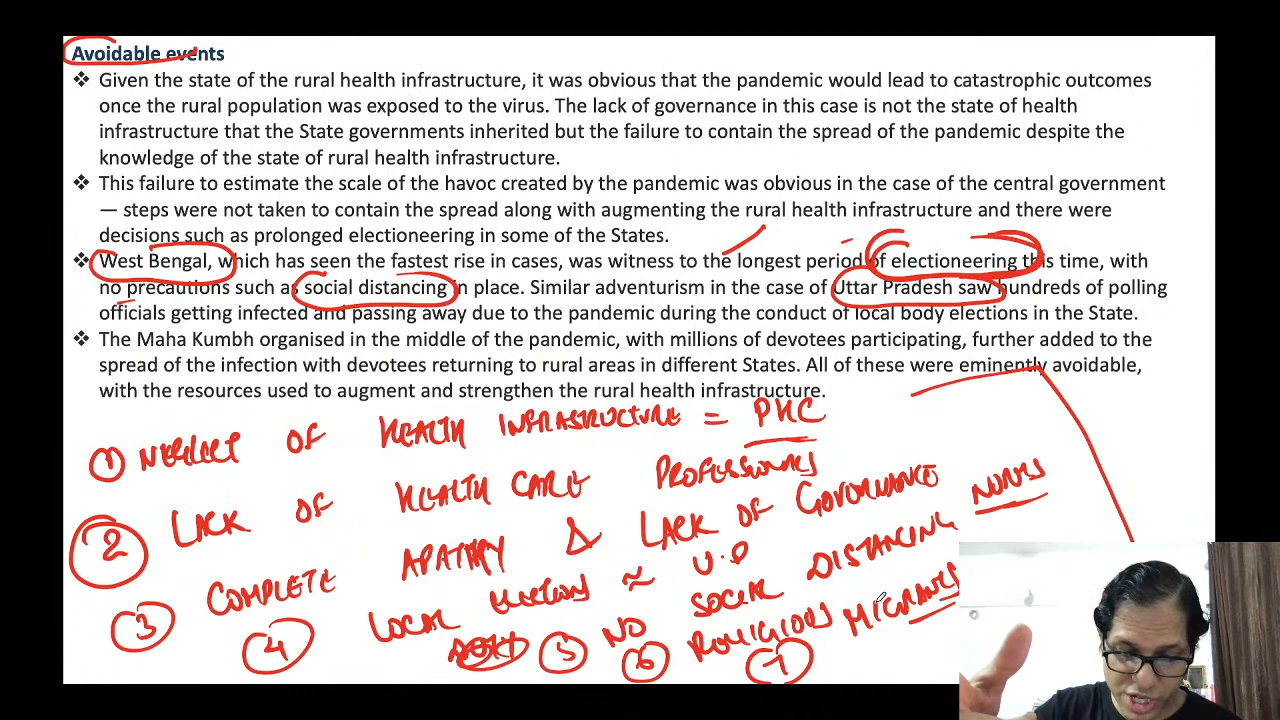 Avoidable events
❖ Given the state of the rural health infrastructure, it was obvious that the pandemic would lead to catastrophic outcomes
once the rural population was exposed to the virus. The lack of governance in this case is not the state of health
infrastructure that the State governments inherited but the failure to contain the spread of the pandemic despite the
knowledge of the state of rural health infrastructure.
❖ This failure to estimate the scale of the havoc created by the pandemic was obvious in the case of the central government
— steps were not taken to contain the spread along with augmenting the rural health infrastructure and there were
decisions such as prolonged electioneering in some of the States.
❖ West Bengal, which has seen the fastest rise in cases, was witness to the longest period of electioneering this time, with
no precautions such as social distancing in place. Similar adventurism in the case of Uttar Pradesh saw hundreds of polling
officials getting infected and passing away due to the pandemic during the conduct of local body elections in the State.
❖ The Maha Kumbh organised in the middle of the pandemic, with millions of devotees participating, further added to the
spread of the infection with devotees returning to rural areas in different States. All of these were eminently avoidable,
with the resources used to augment and strengthen the rural health infrastructure.
① NEGLECT OF HEALTH INFRASTRUCTURE = PHC
② LACK OF HEALTH CARE PROFESSIONALS
③ COMPLETE APATHY & LACK OF GOVERNANCE NORMS
④ LOCAL ELECTIONS ≈ U.P
⑤ NO SOCIAL DISTANCING
⑥ RELIGIOUS MIGRANTS
⑦